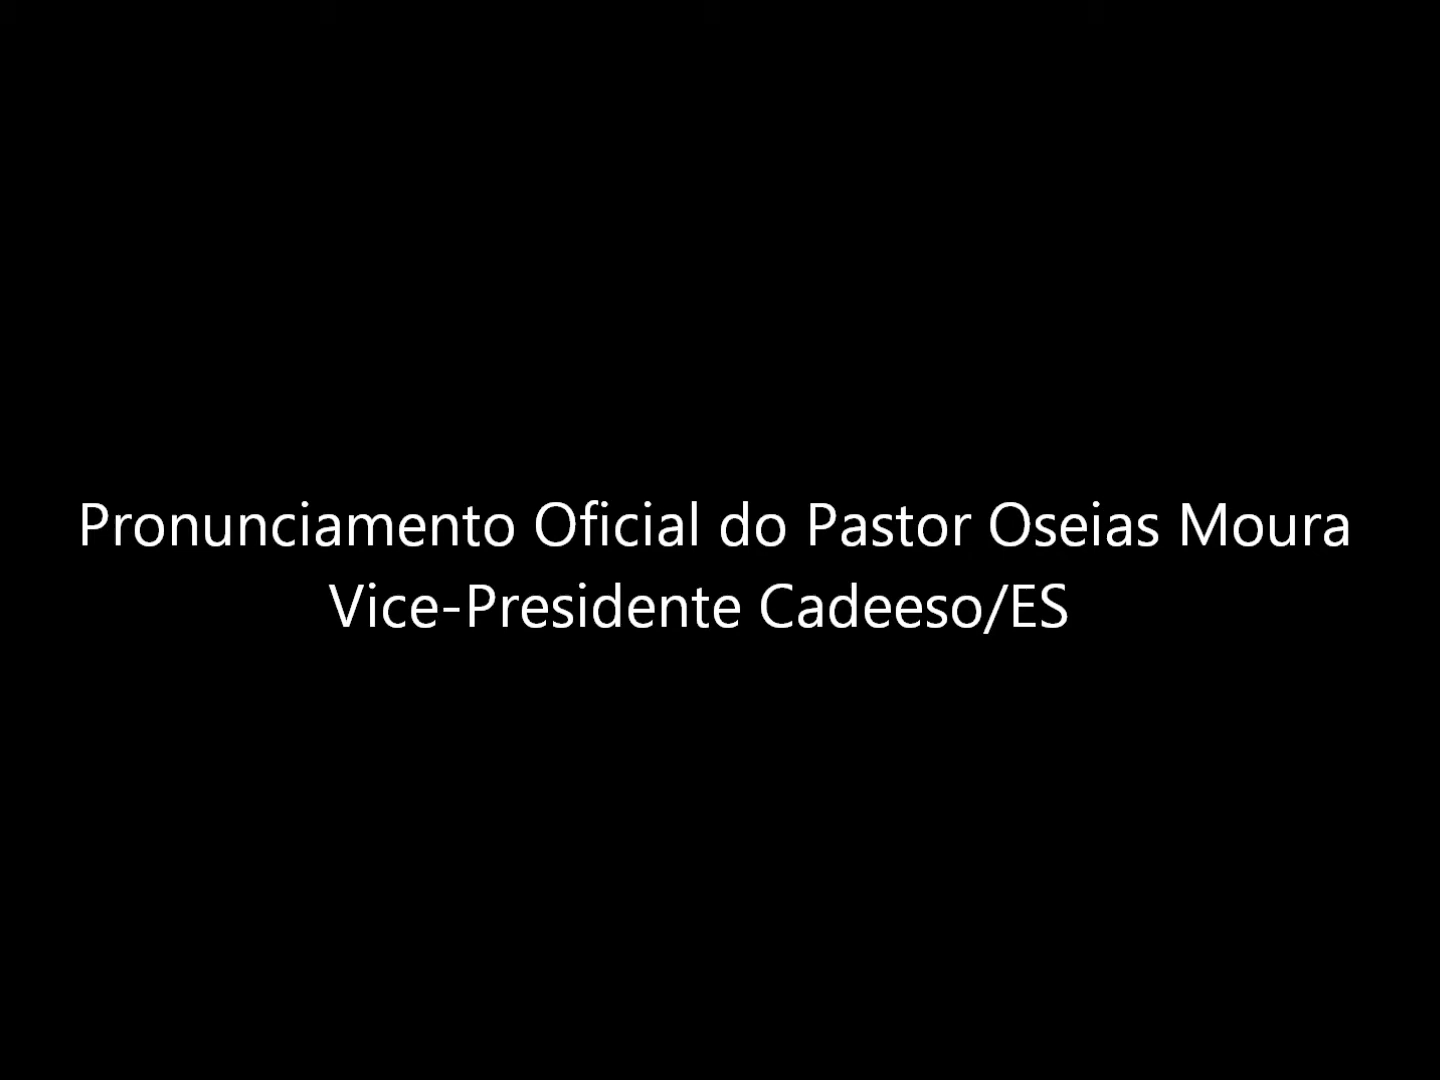 Pronunciamento Oficial do Pastor Oseias Moura
Vice-Presidente Cadeeso/ES